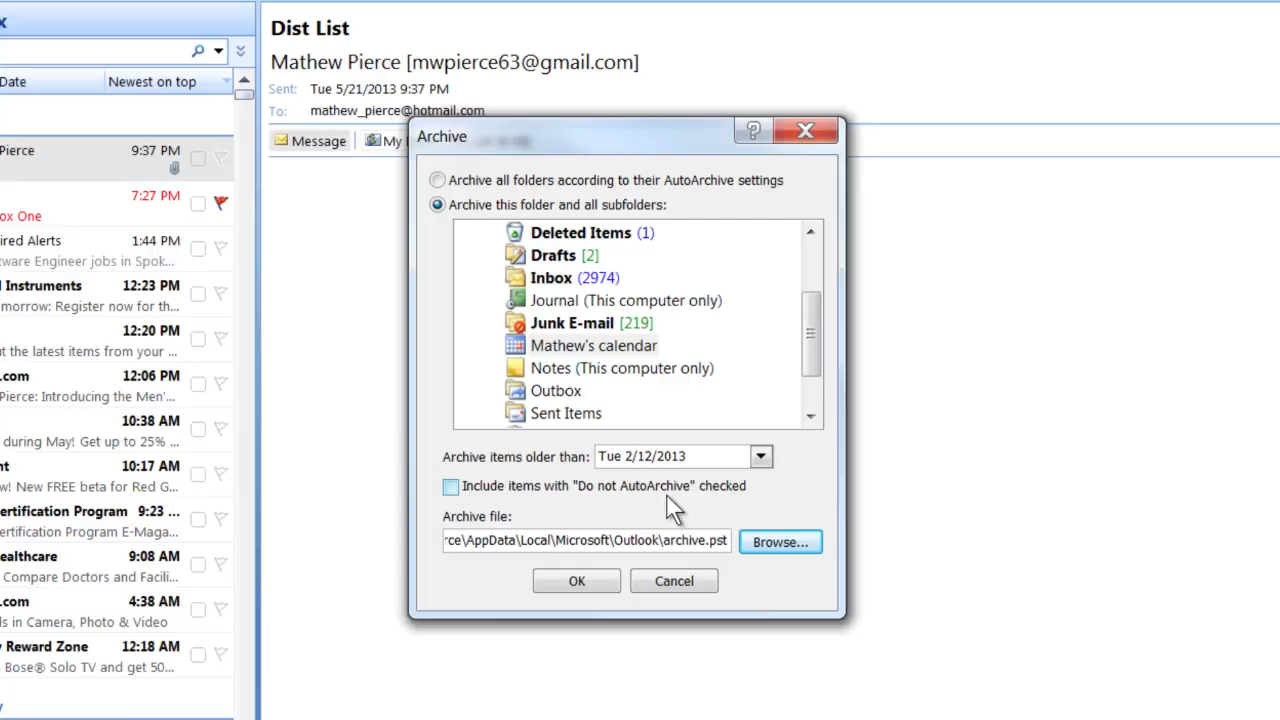 x
Date Newest on top
Pierce 9:37 PM
7:27 PM
ox One
ired Alerts 1:44 PM
tware Engineer jobs in Spok...
l Instruments 12:23 PM
morrow: Register now for th...
12:20 PM
ut the latest items from your ...
.com 12:06 PM
Pierce: Introducing the Men'...
10:38 AM
during May! Get up to 25% ...
nt 10:17 AM
w! New FREE beta for Red G...
ertification Program 9:23 ...
Certification Program E-Maga...
ealthcare 9:08 AM
Compare Doctors and Facili...
.com 4:38 AM
ls in Camera, Photo & Video
y Reward Zone 12:18 AM
Bose® Solo TV and get 50...
Dist List
Mathew Pierce [mwpierce63@gmail.com]
Sent: Tue 5/21/2013 9:37 PM
To: mathew_pierce@hotmail.com
Message My
Archive
?
Archive all folders according to their AutoArchive settings
Archive this folder and all subfolders:
Deleted Items (1)
Drafts [2]
Inbox (2974)
Journal (This computer only)
Junk E-mail [219]
Mathew's calendar
Notes (This computer only)
Outbox
Sent Items
Archive items older than: Tue 2/12/2013
Include items with "Do not AutoArchive" checked
Archive file:
rce\AppData\Local\Microsoft\Outlook\archive.pst Browse...
OK Cancel